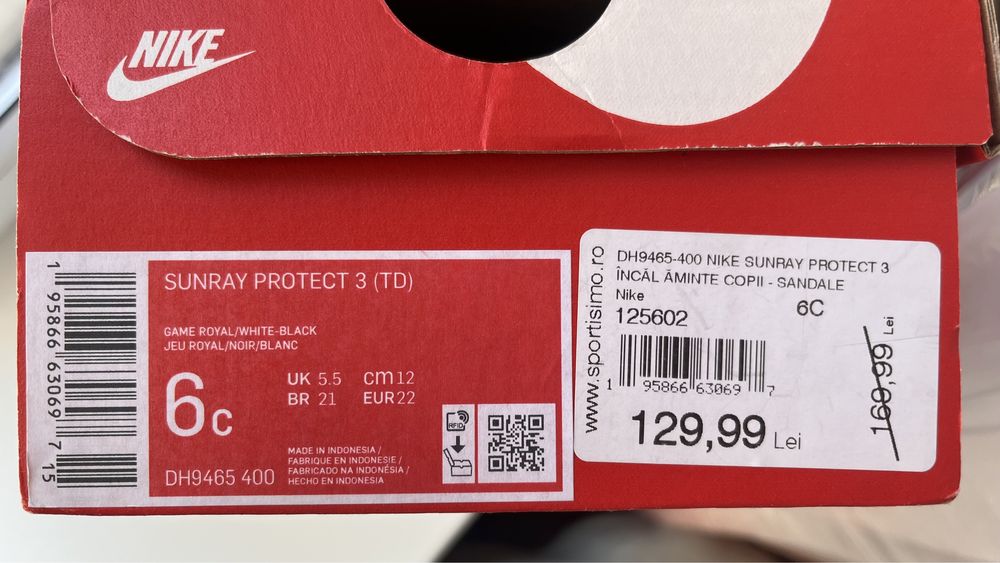 NIKE
1 95866 63069 7 15
SUNRAY PROTECT 3 (TD)
GAME ROYAL/WHITE-BLACK
JEU ROYAL/NOIR/BLANC
6C
UK 5.5 cm 12
BR 21 EUR 22
DH9465 400
MADE IN INDONESIA /
FABRIQUE EN INDONESIE /
FABRICADO NA INDONÉSIA /
HECHO EN INDONESIA
RFID
www.sportisimo.ro
DH9465-400 NIKE SUNRAY PROTECT 3
ÎNCĂL ĂMINTE COPII - SANDALE
Nike 6C
125602
1 95866 63069 7
129,99 Lei
169,99 Lei